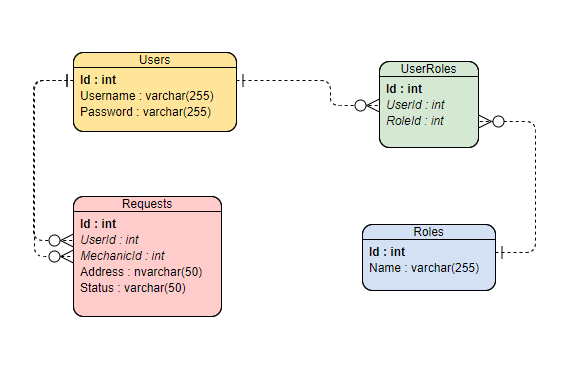 Users
Id : int
Username : varchar(255)
Password : varchar(255)
UserRoles
Id : int
UserId : int
RoleId : int
Requests
Id : int
UserId : int
MechanicId : int
Address : nvarchar(50)
Status : varchar(50)
Roles
Id : int
Name : varchar(255)